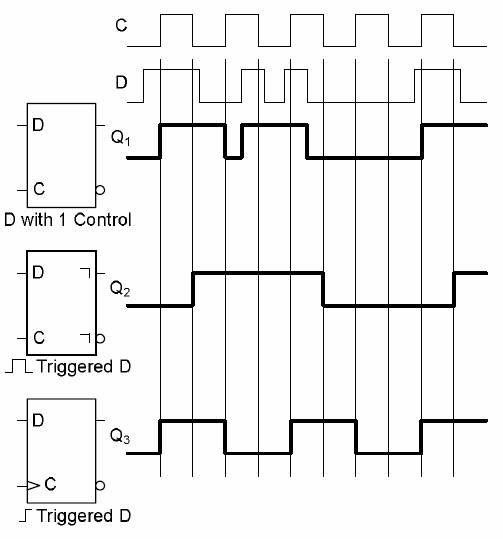 C
D
D
Q1
C
D with 1 Control
D
Q2
C
Triggered D
D
Q3
C
Triggered D